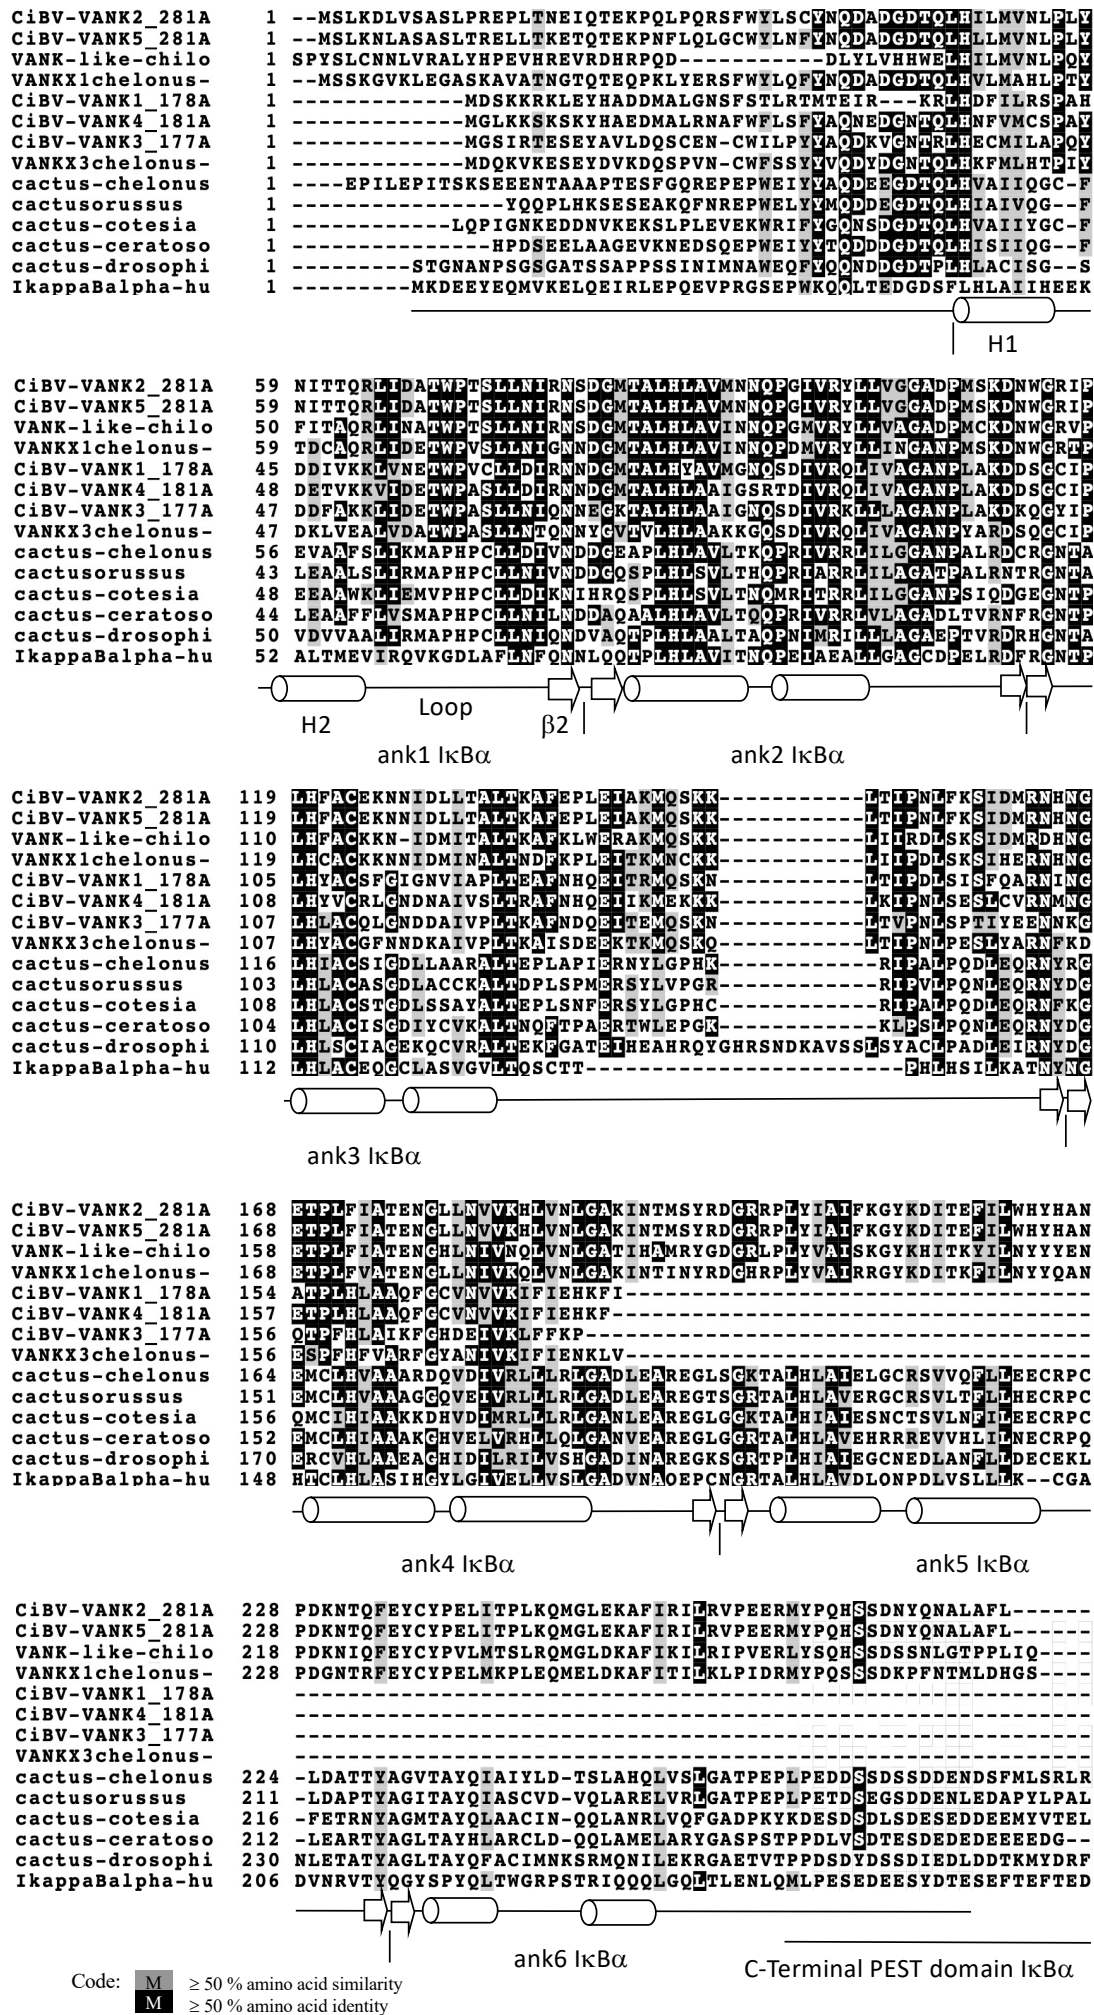 CiBV-VANK2_281A 1 --MSLKDLVSASLPREPLTNEIQTEKPQLPQRSFWYLSCYNQDADGDTQLHILMVNLPLY
CiBV-VANK5_281A 1 --MSLKNLASASLTRELLTKETQTEKPNFLQLGCWYLNFYNQDADGDTQLHLLMVNLPLY
VANK-like-chilo 1 SPYSLCNNLVRALYHPEVHREVRDHRPQD-----------DLYLVHHWELHILMVNLPQY
VANKX1chelonus- 1 --MSSKGVKLEGASKAVATNGTQTEQPKLYERSFWYLQFYNQDADGDTQLHVLMAHLPTY
CiBV-VANK1_178A 1 -------------MDSKKRKLEYHADDMALGNSFSTLRTMTEIR---KRLHDFILRSPAH
CiBV-VANK4_181A 1 -------------MGLKKSKSKYHAEDMALRNAFWFLSFYAQNEDGNTQLHNFVMCSPAY
CiBV-VANK3_177A 1 -------------MGSIRTESEYAVLDQSCEN-CWILPYYAQDKVGNTRLHECMILAPQY
VANKX3chelonus- 1 -------------MDQKVKESEYDVKDQSPVN-CWFSSYYVQDYDGNTQLHKFMLHTPIY
cactus-chelonus 1 ----EPILEPITSKSEEENTAAAPTESFGQREPEPWEIYYAQDEEGDTQLHVAIIQGC-F
cactusorussus 1 ----------------YQQPLHKSESEAKQFNREPWELYYMQDDEGDTQLHIAIVQG--F
cactus-cotesia 1 ------------LQPIGNKEDDNVKEKSLPLEVEKWRIFYGQNSDGDTQLHVAIIYGC-F
cactus-ceratoso 1 ---------------HPDSEELAAGEVKNEDSQEPWEIYYTQDDDGDTQLHISIIQG--F
cactus-drosophi 1 ---------STGNANPSGSGATSSAPPSSINIMNAWEQFYQQNDDGDTPLHLACISG--S
IkappaBalpha-hu 1 ---------MKDEEYEQMVKELQEIRLEPQEVPRGSEPWKQQLTEDGDSFLHLAIIHEEK
H1
CiBV-VANK2_281A 59 NITTQRLIDATWPTSLLNIRNSDGMTALHLAVMNNQPGIVRYLLVGGADPMSKDNWGRIP
CiBV-VANK5_281A 59 NITTQRLIDATWPTSLLNIRNSDGMTALHLAVMNNQPGIVRYLLVGGADPMSKDNWGRIP
VANK-like-chilo 50 FITAQRLINATWPTSLLNIRNSDGMTALHLAVINNQPGMVRYLLVAGADPMCKDNWGRVP
VANKX1chelonus- 59 TDCAQRLIDETWPVSLLNIGNNDGMTALHLAVINNQPDMVRYLLINGANPMSKDNWGRTP
CiBV-VANK1_178A 45 DDIVKKLVNETWPVCLLDIRNNDGMTALHYAVMGNQSDIVRQLIVAGANPLAKDDSGCIP
CiBV-VANK4_181A 48 DETVKKVIDETWPASLLDIRNNDGMTALHLAAIGSRTDIVRQLIVAGANPLAKDDSGCIP
CiBV-VANK3_177A 47 DDFAKKLIDETWPASLLNIQNNEGKTALHLAAIGNQSDIVRKLLLAGANPLAKDKQGYIP
VANKX3chelonus- 47 DKLVEALVDATWPASLLNTQNNYGVTVLHLAAKKGQSDIVRQLIVAGANPYARDSQGCIP
cactus-chelonus 56 EVAAFSLIKMAPHPCLLDIVNDDGEAPLHLAVLTKQPRIVRRLILGGANPALRDCRGNTA
cactusorussus 43 LEAALSLIRMAPHPCLLNIVNDDGQSPLHLSVLTHQPRIARRLILAGATPALRNTRGNTA
cactus-cotesia 48 EEAAWKLIEMVPHPCLLDIKNIHRQSPLHLSVLTNQMRITRRLILGGANPSIQDGEGNTP
cactus-ceratoso 44 LEAAFFLVSMAPHPCLLNILNDDAQAALHLAVLTQQPRIVRRLVLAGADLTVRNFRGNTP
cactus-drosophi 50 VDVVAALIRMAPHPCLLNIQNDVAQTPLHLAALTAQPNIMRILLLAGAEPTVRDRHGNTA
IkappaBalpha-hu 52 ALTMEVIRQVKGDLAFLNFQNNLQQTPLHLAVITNQPEIAEALLGAGCDPELRDFRGNTP
H2 Loop β2
ank1 IκBα ank2 IκBα
CiBV-VANK2_281A 119 LHFACEKNNIDLLTALTKAFEPLEIAKMQSKK-----------LTIPNLFKSIDMRNHNG
CiBV-VANK5_281A 119 LHFACEKNNIDLLTALTKAFEPLEIAKMQSKK-----------LTIPNLFKSIDMRNHNG
VANK-like-chilo 110 LHFACKKN-IDMITALTKAFKLWERAKMQSKK-----------LIIRDLSKSIDMRDHNG
VANKX1chelonus- 119 LHCACKKNNIDMINALTNDFKPLEITKMNCKK-----------LIIPDLSKSIHERNHNG
CiBV-VANK1_178A 105 LHYACSFGIGNVIAPLTEAFNHQEITRMQSKN-----------LTIPDLSISFQARNING
CiBV-VANK4_181A 108 LHYVCRLGNDNAIVSLTRAFNHQEIIKMEKKK-----------LKIPNLSESLCVRNMNG
CiBV-VANK3_177A 107 LHLACQLGNDDAIVPLTKAFNDQEITEMQSKN-----------LTVPNLSPTIYEENNKG
VANKX3chelonus- 107 LHYACGFNNDKAIVPLTKAISDEEKTKMQSKQ-----------LTIPNLPESLYARNFKD
cactus-chelonus 116 LHIACSIGDLLAARALTEPLAPIERNYLGPHK------------RIPALPQDLEQRNYRG
cactusorussus 103 LHLACASGDLACCKALTDPLSPMERSYLVPGR------------RIPVLPQNLEQRNYDG
cactus-cotesia 108 LHLACSTGDLSSAYALTEPLSNFERSYLGPHC------------RLPALPQDLEQRNFKG
cactus-ceratoso 104 LHLACISGDIYCVKALTNQFTPAERTWLEPGK------------KLPSLPQNLEQRNYDG
cactus-drosophi 110 LHLSCIAGEKQCVRALTEKFGATEIHEAHRQYGHRSNDKAVSSLSYACLPADLEIRNYDG
IkappaBalpha-hu 112 LHLACEQGCLASVGVLTQSCTT------------------------PHLHSILKATNYNG
ank3 IκBα
CiBV-VANK2_281A 168 ETPLFIATENGLLNVVKHLVNLGAKINTMSYRDGRRPLYIAIFKGYKDITEFILWHYHAN
CiBV-VANK5_281A 168 ETPLFIATENGLLNVVKHLVNLGAKINTMSYRDGRRPLYIAIFKGYKDITEFILWHYHAN
VANK-like-chilo 158 ETPLFIATENGHLNIVNQLVNLGATIHAMRYGDGRLPLYVAISKGYKHITKYILNYYYEN
VANKX1chelonus- 168 ETPLFVATENGLLNIVKQLVNLGAKINTINYRDGHRPLYVAIRRGYKDITKFILNYYQAN
CiBV-VANK1_178A 154 ATPLHLAAQFGCVNVVKIFIEHKFI-----------------------------------
CiBV-VANK4_181A 157 ETPLHLAAQFGCVNVVKIFIEHKF------------------------------------
CiBV-VANK3_177A 156 QTPFHLAIKFGHDEIVKLFFKP--------------------------------------
VANKX3chelonus- 156 ESPFHFVARFGYANIVKIFIENKLV-----------------------------------
cactus-chelonus 164 EMCLHVAAARDQVDIVRLLLRLGADLEAREGLSGKTALHLAIELGCRSVVQFLLEECRPC
cactusorussus 151 EMCLHVAAAGGQVEIVRLLLRLGADLEAREGTSGRTALHLAVERGCRSVLTFLLHECRPC
cactus-cotesia 156 QMCIHIAAKKDHVDIMRLLLRLGANLEAREGLGGKTALHIAIESNCTSVLNFILEECRPC
cactus-ceratoso 152 EMCLHIAAAKGHVELVRHLLQLGANVEAREGLGGRTALHLAVEHRRREVVHLILNECRPQ
cactus-drosophi 170 ERCVHLAAEAGHIDILRILVSHGADINAREGKSGRTPLHIAIEGCNEDLANFLLDECEKL
IkappaBalpha-hu 148 HTCLHLASIHGYLGIVELLVSLGADVNAQEPCNGRTALHLAVDLQNPDLVSLLLK--CGA
ank4 IκBα ank5 IκBα
CiBV-VANK2_281A 228 PDKNTQFEYCYPELITPLKQMGLEKAFIRILRVPEERMYPQHSSDNYQNALAFL------
CiBV-VANK5_281A 228 PDKNTQFEYCYPELITPLKQMGLEKAFIRILRVPEERMYPQHSSDNYQNALAFL------
VANK-like-chilo 218 PDKNIQFEYCYPVLMTSLRQMGLDKAFIKILRIPVERLYSQHSSDSSNLGTPPLIQ----
VANKX1chelonus- 228 PDGNTRFEYCYPELMKPLEQMELDKAFITILKLPIDRMYPQSSSDKPFNTMLDHGS----
CiBV-VANK1_178A ------------------------------------------------------------
CiBV-VANK4_181A ------------------------------------------------------------
CiBV-VANK3_177A ------------------------------------------------------------
VANKX3chelonus- ------------------------------------------------------------
cactus-chelonus 224 -LDATTYAGVTAYQIAIYLD-TSLAHQLVSLGATPEPLPEDDSSDSSDDENDSFMLSRLR
cactusorussus 211 -LDAPTYAGITAYQIASCVD-VQLARELVRLGATPEPLPETDSEGSDDENLEDAPYLPAL
cactus-cotesia 216 -FETRNYAGMTAYQLAACIN-QQLANRLVQFGADPKYKDESDSDLSDSESEDDEEMYVTEL
cactus-ceratoso 212 -LEARTYAGLTAYHLARCLD-QQLAMELARYGASPSTPPDLVSDTESDEDEDEEEEDG--
cactus-drosophi 230 NLETATYAGLTAYQFACIMNKSRMQNILEKRGAETVTPPDSDYDSSDIEDLDDTKMYDRF
IkappaBalpha-hu 206 DVNRVTYQGYSPYQLTWGRPSTRIQQQLGQLTLENLQMLPESEDEESYDTESEFTEFTED
ank6 IκBα
C-Terminal PEST domain IκBα
Code: M ≥ 50 % amino acid similarity
M ≥ 50 % amino acid identity